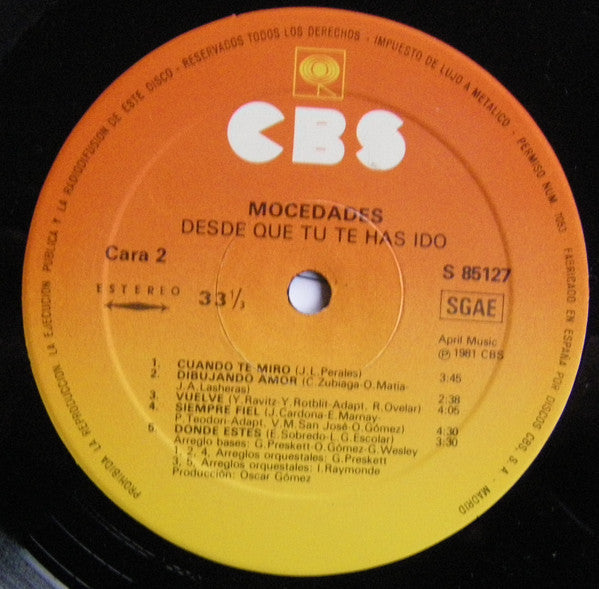 PROHIBIDA LA REPRODUCCION, LA EJECUCION PUBLICA Y LA RADIODIFUSION DE ESTE DISCO - RESERVADOS TODOS LOS DERECHOS - IMPUESTO DE LUJO A METALICO - PERMISO NUM. 1053 FABRICADO EN ESPAÑA POR DISCOS CBS, S. A. - MADRID
CBS
MOCEDADES
DESDE QUE TU TE HAS IDO
Cara 2
S 85127
ESTEREO
33 1/3
SGAE
April Music
℗ 1981 CBS
1. CUANDO TE MIRO (J.L. Perales)
2. DIBUJANDO AMOR (C. Zubiaga-O. Matia- 3:45
J.A. Lasheras)
3. VUELVE (Y. Ravitz-Y. Rotblit-Adapt. R. Ovelar) 2:38
4. SIEMPRE FIEL (J. Cardona-E. Marnay- 4:05
P. Teodori-Adapt. V.M. San José-O. Gómez)
5. DONDE ESTES (E. Sobredo-L.G. Escolar) 4:30
Arreglo bases: G. Preskett-O. Gómez-G. Wesley 3:30
1, 2, 4, Arreglos orquestales: G. Preskett
3, 5, Arreglos orquestales: I. Raymonde
Producción: Oscar Gómez